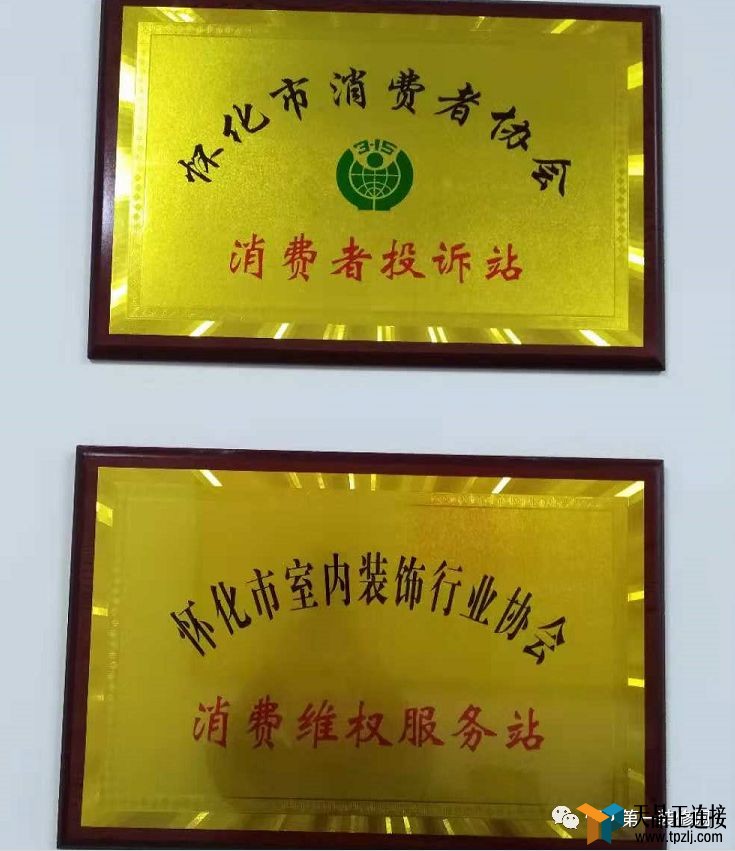 怀化市消费者协会
3·15
消费者投诉站
怀化市室内装饰行业协会
消费维权服务站
天品正连接
www.tpzlj.com